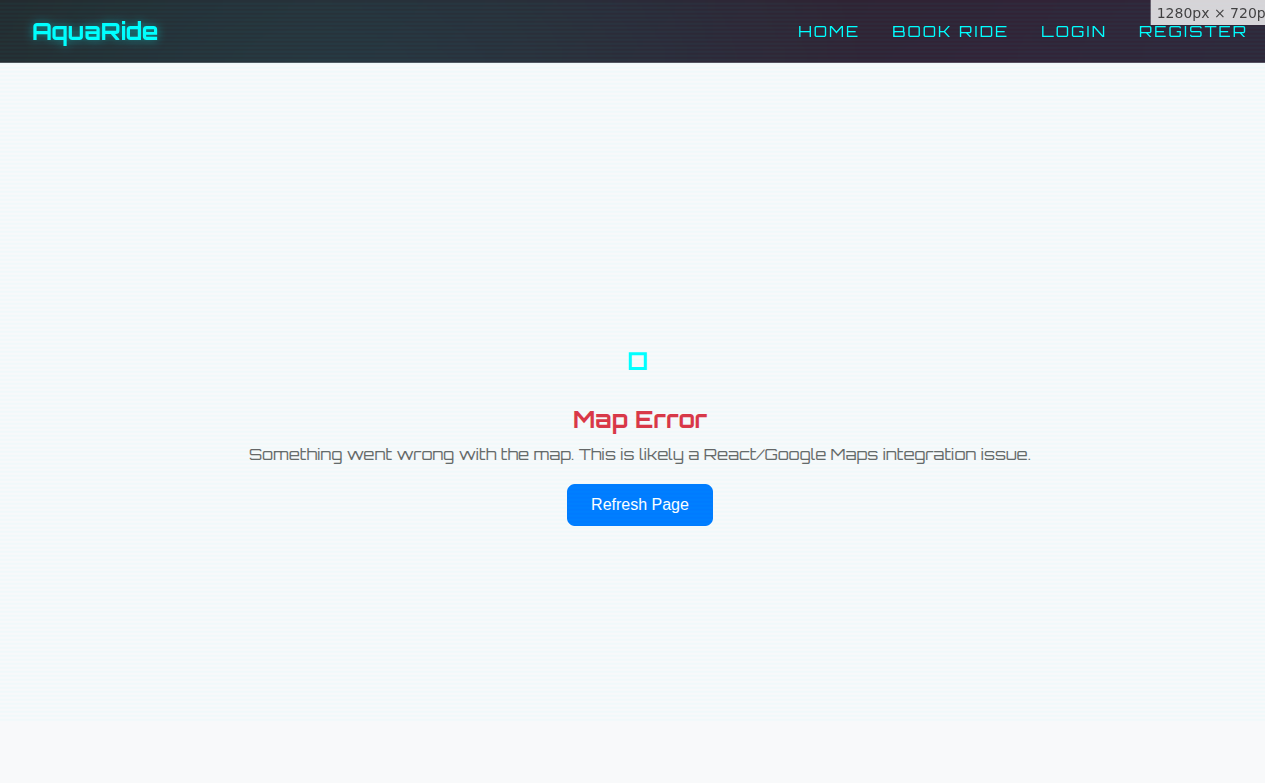 AquaRide
HOME BOOK RIDE LOGIN REGISTER
1280px × 720p
Map Error
Something went wrong with the map. This is likely a React/Google Maps integration issue.
Refresh Page